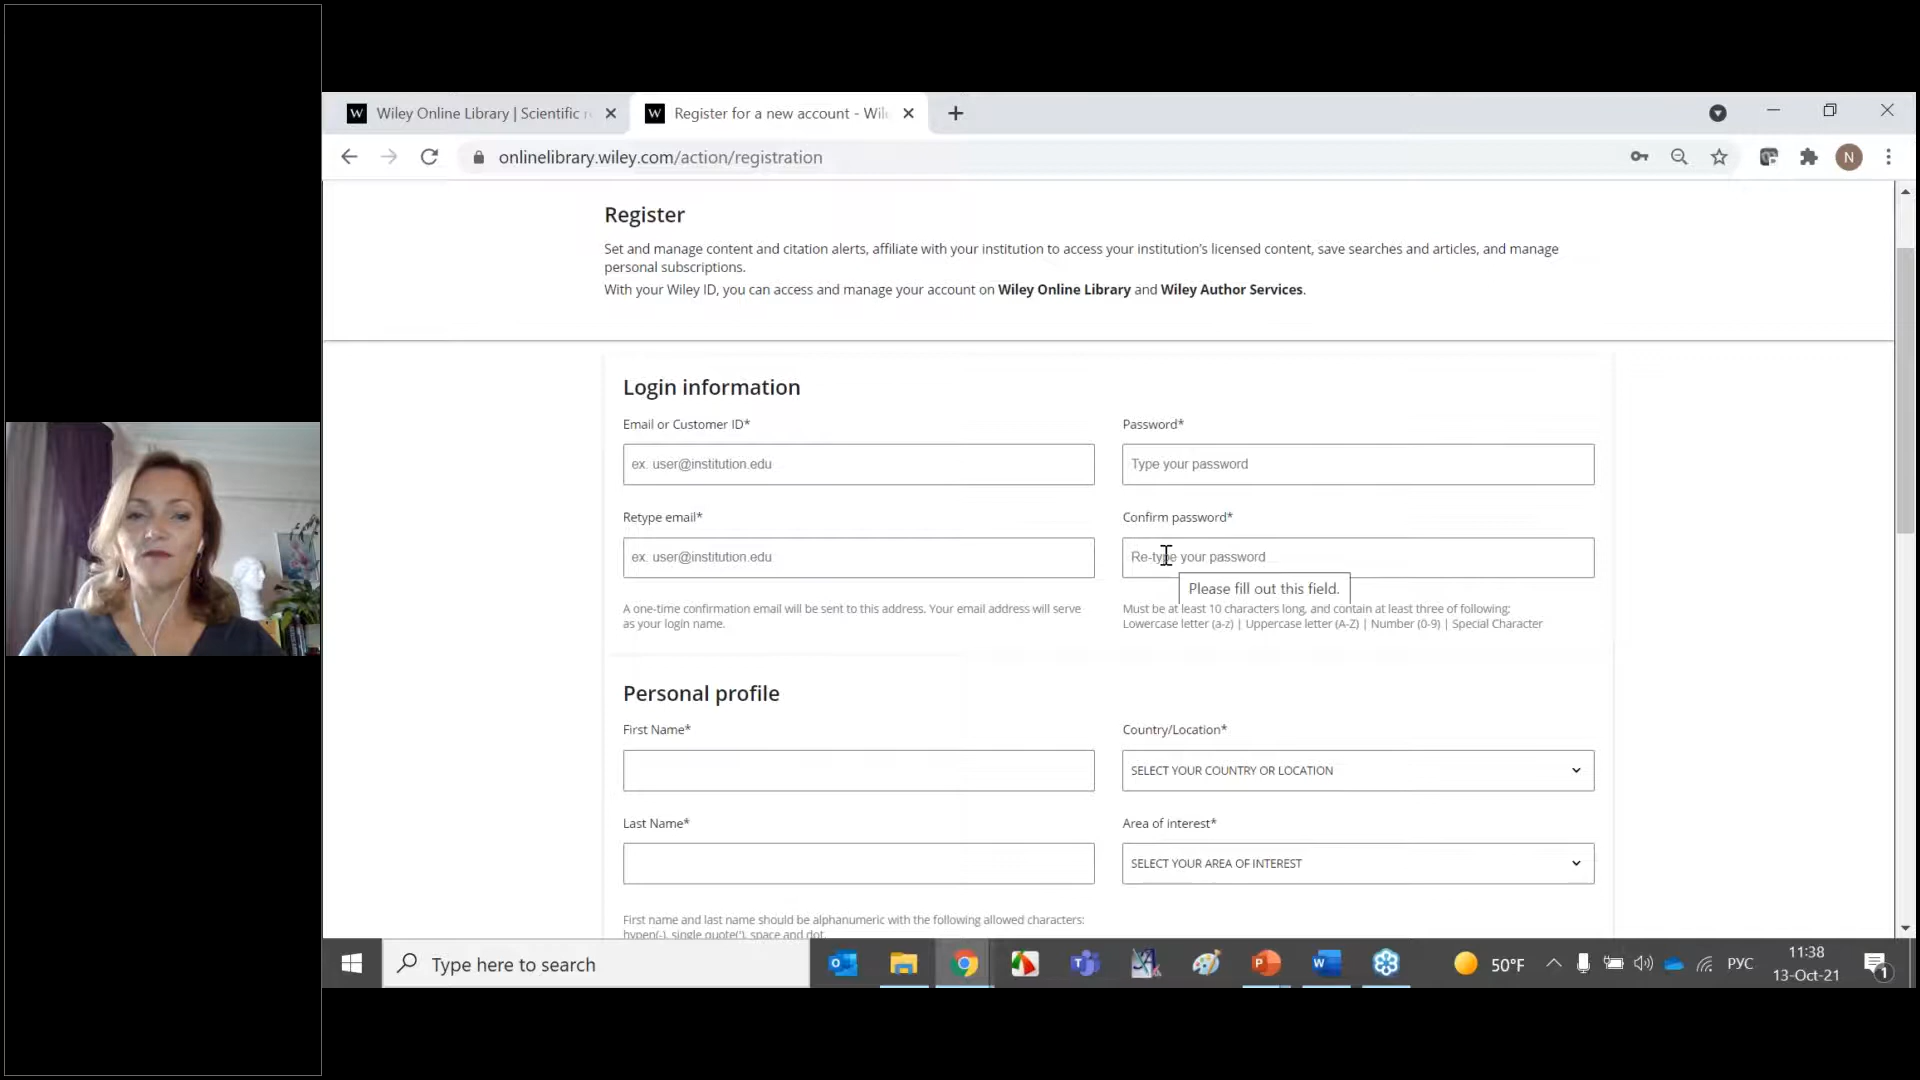 Wiley Online Library | Scientific r
Register for a new account - Wil
onlinelibrary.wiley.com/action/registration
N
Register
Set and manage content and citation alerts, affiliate with your institution to access your institution's licensed content, save searches and articles, and manage
personal subscriptions.
With your Wiley ID, you can access and manage your account on Wiley Online Library and Wiley Author Services.
Login information
Email or Customer ID*
Password*
ex. user@institution.edu
Type your password
Retype email*
Confirm password*
ex. user@institution.edu
Re-type your password
Please fill out this field.
A one-time confirmation email will be sent to this address. Your email address will serve
as your login name.
Must be at least 10 characters long, and contain at least three of following:
Lowercase letter (a-z) | Uppercase letter (A-Z) | Number (0-9) | Special Character
Personal profile
First Name*
Country/Location*
SELECT YOUR COUNTRY OR LOCATION
Last Name*
Area of interest*
SELECT YOUR AREA OF INTEREST
First name and last name should be alphanumeric with the following allowed characters:
hypen(-), single quote('), space and dot.
Type here to search
50°F
РУС
11:38
13-Oct-21
1